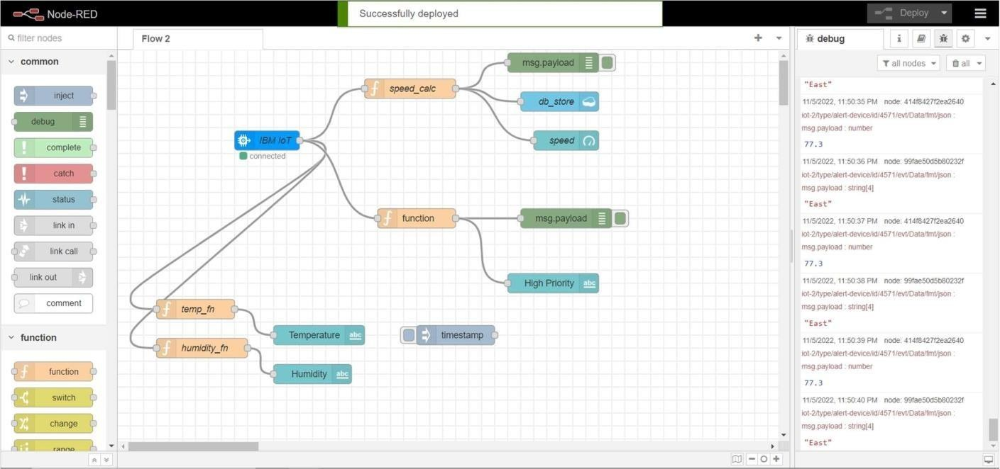 Node-RED
Successfully deployed
Deploy
filter nodes
Flow 2
debug
i
all nodes
all
common
inject
debug
complete
catch
status
link in
link call
link out
comment
function
function
switch
change
range
speed_calc
msg.payload
db_store
speed
IBM IoT
connected
function
msg.payload
High Priority
abc
temp_fn
Temperature
abc
timestamp
humidity_fn
Humidity
abc
"East"
11/5/2022, 11:50:35 PM node: 414f8427f2ea2640
iot-2/type/alert-device/id/4571/evt/Data/fmt/json :
msg.payload : number
77.3
11/5/2022, 11:50:36 PM node: 99fae50d5b80232f
iot-2/type/alert-device/id/4571/evt/Data/fmt/json :
msg.payload : string[4]
"East"
11/5/2022, 11:50:37 PM node: 414f8427f2ea2640
iot-2/type/alert-device/id/4571/evt/Data/fmt/json :
msg.payload : number
77.3
11/5/2022, 11:50:38 PM node: 99fae50d5b80232f
iot-2/type/alert-device/id/4571/evt/Data/fmt/json :
msg.payload : string[4]
"East"
11/5/2022, 11:50:39 PM node: 414f8427f2ea2640
iot-2/type/alert-device/id/4571/evt/Data/fmt/json :
msg.payload : number
77.3
11/5/2022, 11:50:40 PM node: 99fae50d5b80232f
iot-2/type/alert-device/id/4571/evt/Data/fmt/json :
msg.payload : string[4]
"East"